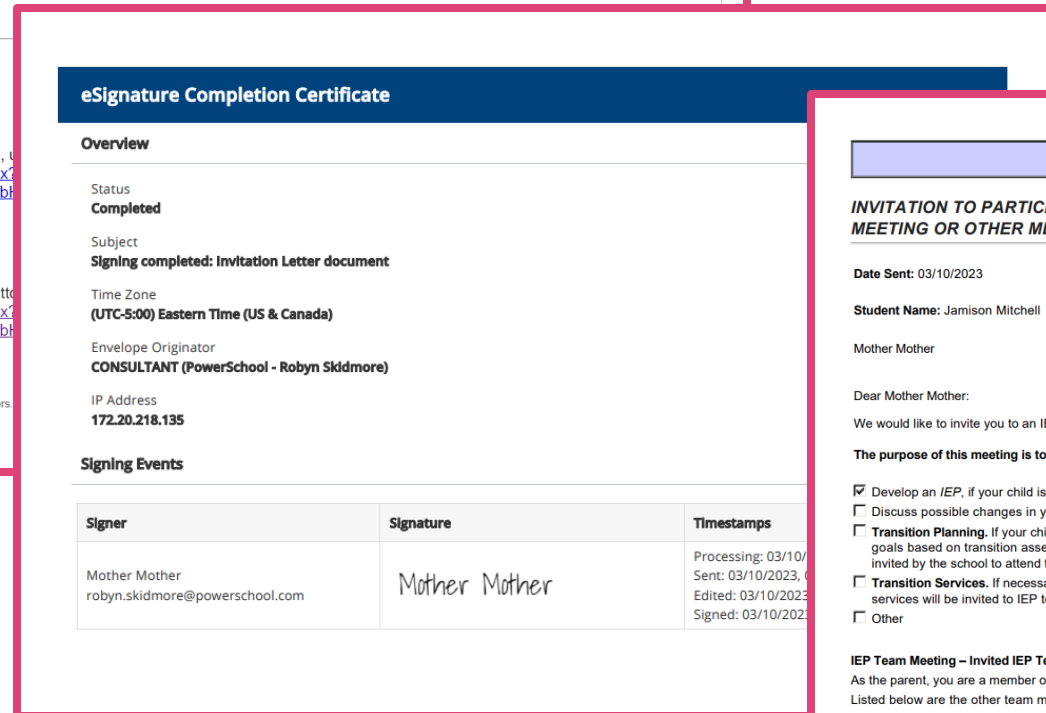 eSignature Completion Certificate
Overview
Status
Completed
Subject
Signing completed: Invitation Letter document
Time Zone
(UTC-5:00) Eastern Time (US & Canada)
Envelope Originator
CONSULTANT (PowerSchool - Robyn Skidmore)
IP Address
172.20.218.135
Signing Events
Signer
Signature
Timestamps
Mother Mother
robyn.skidmore@powerschool.com
Mother Mother
Processing: 03/10/
Sent: 03/10/2023,
Edited: 03/10/2023
Signed: 03/10/2023
INVITATION TO
MEETING OR OTHER
Date Sent: 03/10/2023
Student Name: Jamison Mitchell
Mother Mother
Dear Mother Mother:
We would like to invite you to an
The purpose of this meeting is to
Develop an IEP, if your child is
Discuss possible changes in
Transition Planning. If your
goals based on transition
invited by the school to attend
Transition Services. If
services will be invited to IEP
Other
IEP Team Meeting – Invited IEP
As the parent, you are a member
Listed below are the other team